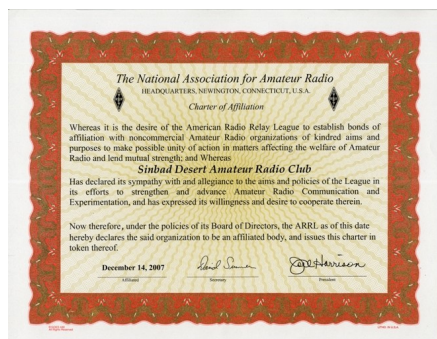 The National Association for Amateur Radio
HEADQUARTERS, NEWINGTON, CONNECTICUT, U.S.A.
Charter of Affiliation
Whereas it is the desire of the American Radio Relay League to establish bonds of
affiliation with noncommercial Amateur Radio organizations of kindred aims and
purposes to make possible unity of action in matters affecting the welfare of Amateur
Radio and lend mutual strength; and Whereas
Sinbad Desert Amateur Radio Club
Has declared its sympathy with and allegiance to the aims and policies of the League in
its efforts to strengthen and advance Amateur Radio Communication and
Experimentation, and has expressed its willingness and desire to cooperate therein.
Now therefore, under the policies of its Board of Directors, the ARRL as of this date
hereby declares the said organization to be an affiliated body, and issues this charter in
token thereof.
December 14, 2007
Joel Harrison
Affiliated
Secretary
President